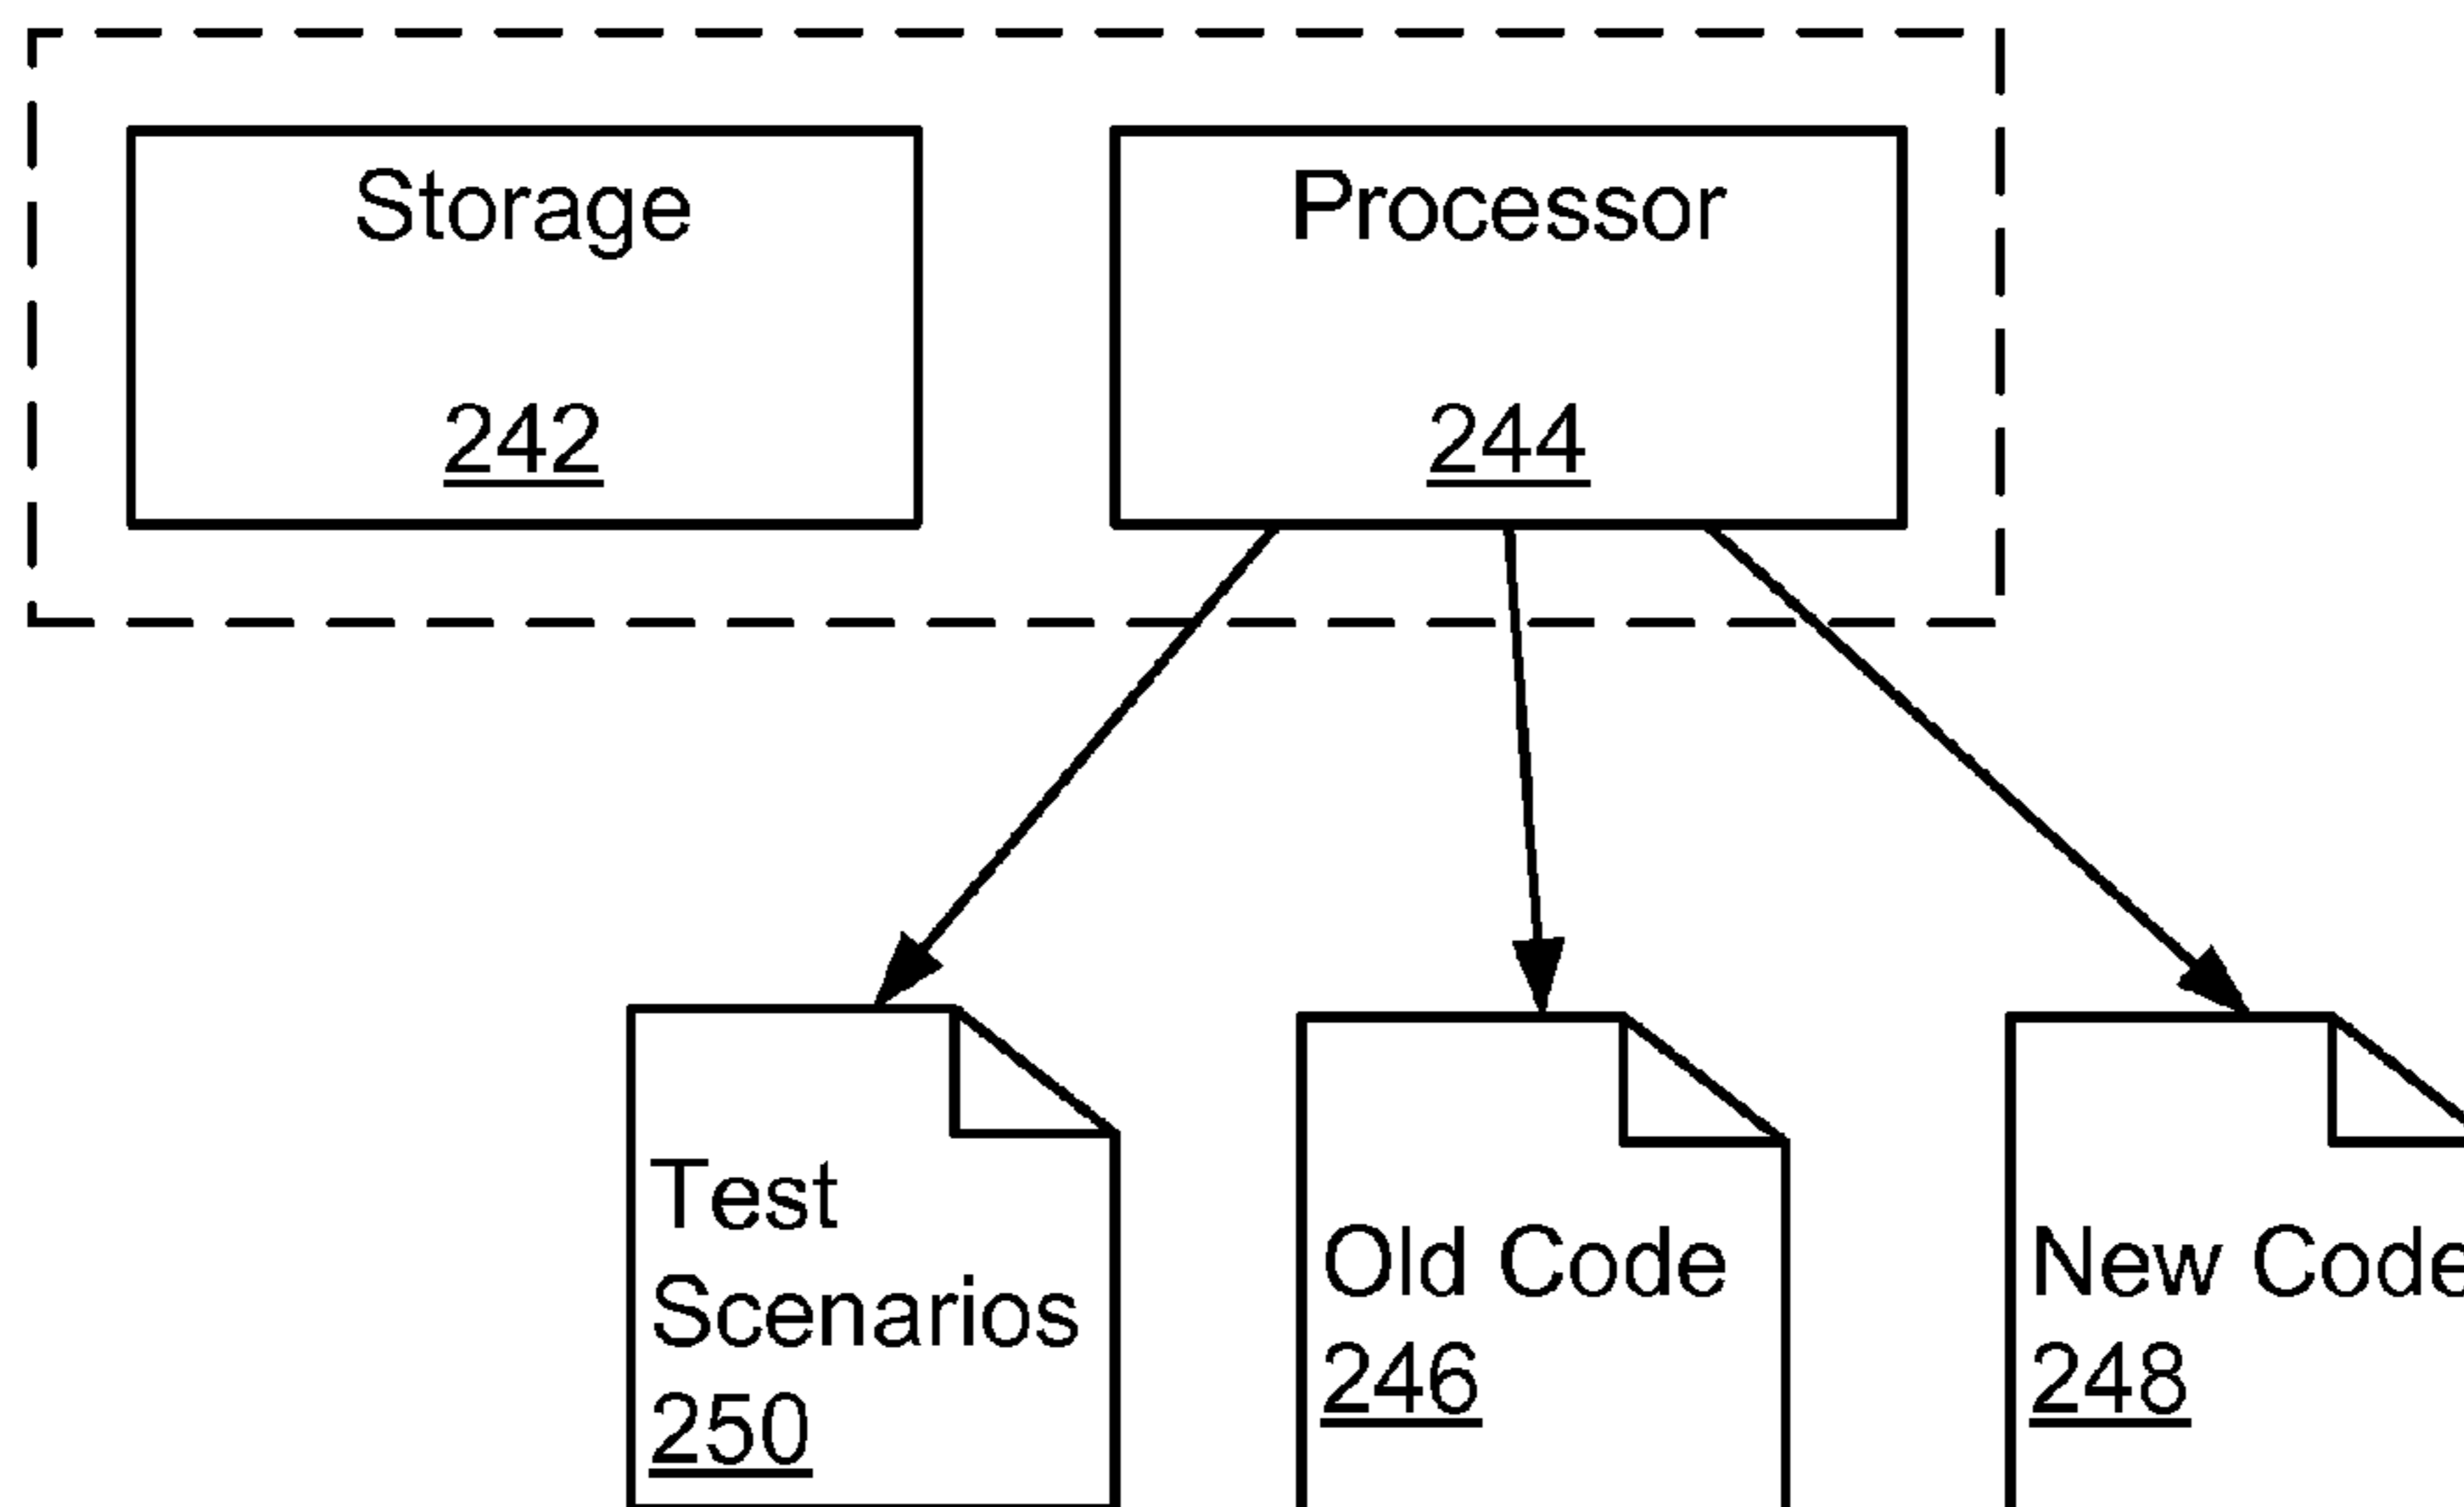 Storage
Processor
242
244
Test
Scenarios
250
Old Code
246
New Code
248